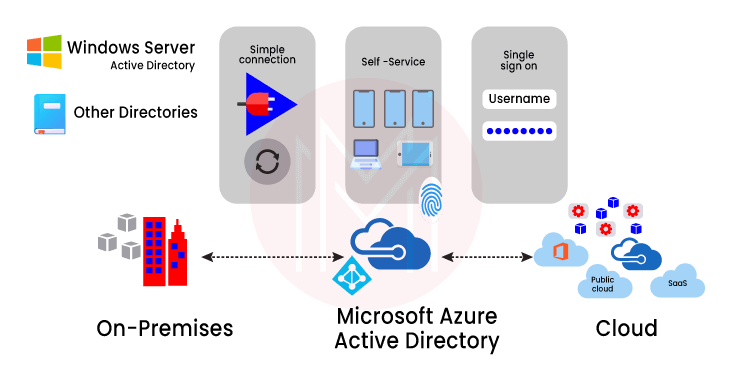 Windows Server
Active Directory
Other Directories
Simple
connection
Self -Service
Single
sign on
Username
On-Premises
Microsoft Azure
Active Directory
Public
cloud
SaaS
Cloud